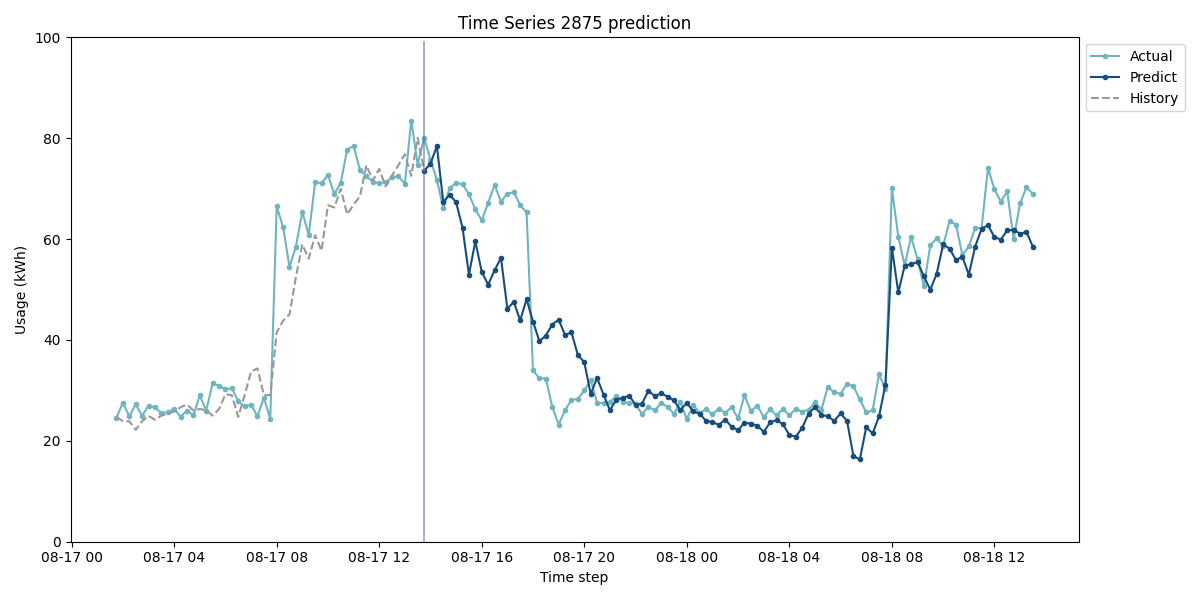 Time Series 2875 prediction
100
80
60
40
20
0
Usage (kWh)
08-17 00 08-17 04 08-17 08 08-17 12 08-17 16 08-17 20 08-18 00 08-18 04 08-18 08 08-18 12
Time step
Actual
Predict
History